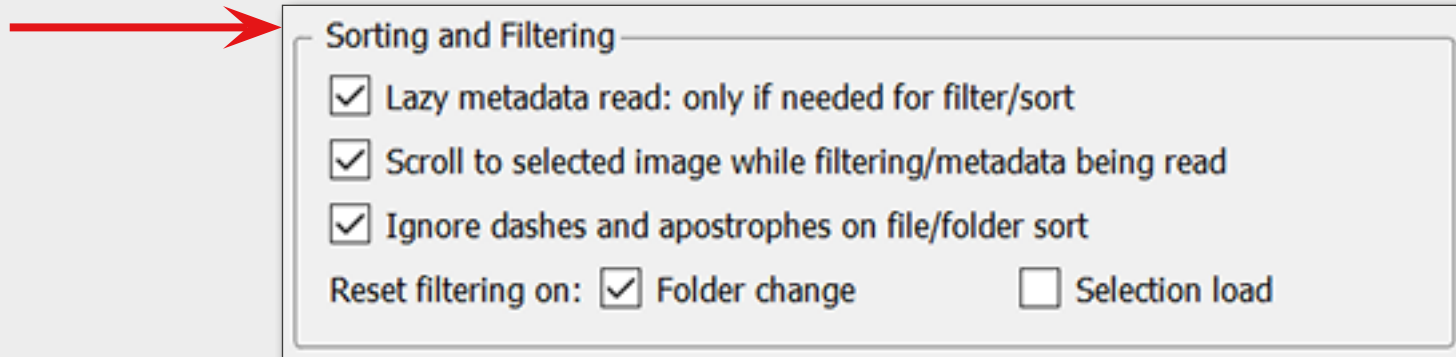 Sorting and Filtering
Lazy metadata read: only if needed for filter/sort
Scroll to selected image while filtering/metadata being read
Ignore dashes and apostrophes on file/folder sort
Reset filtering on: Folder change Selection load